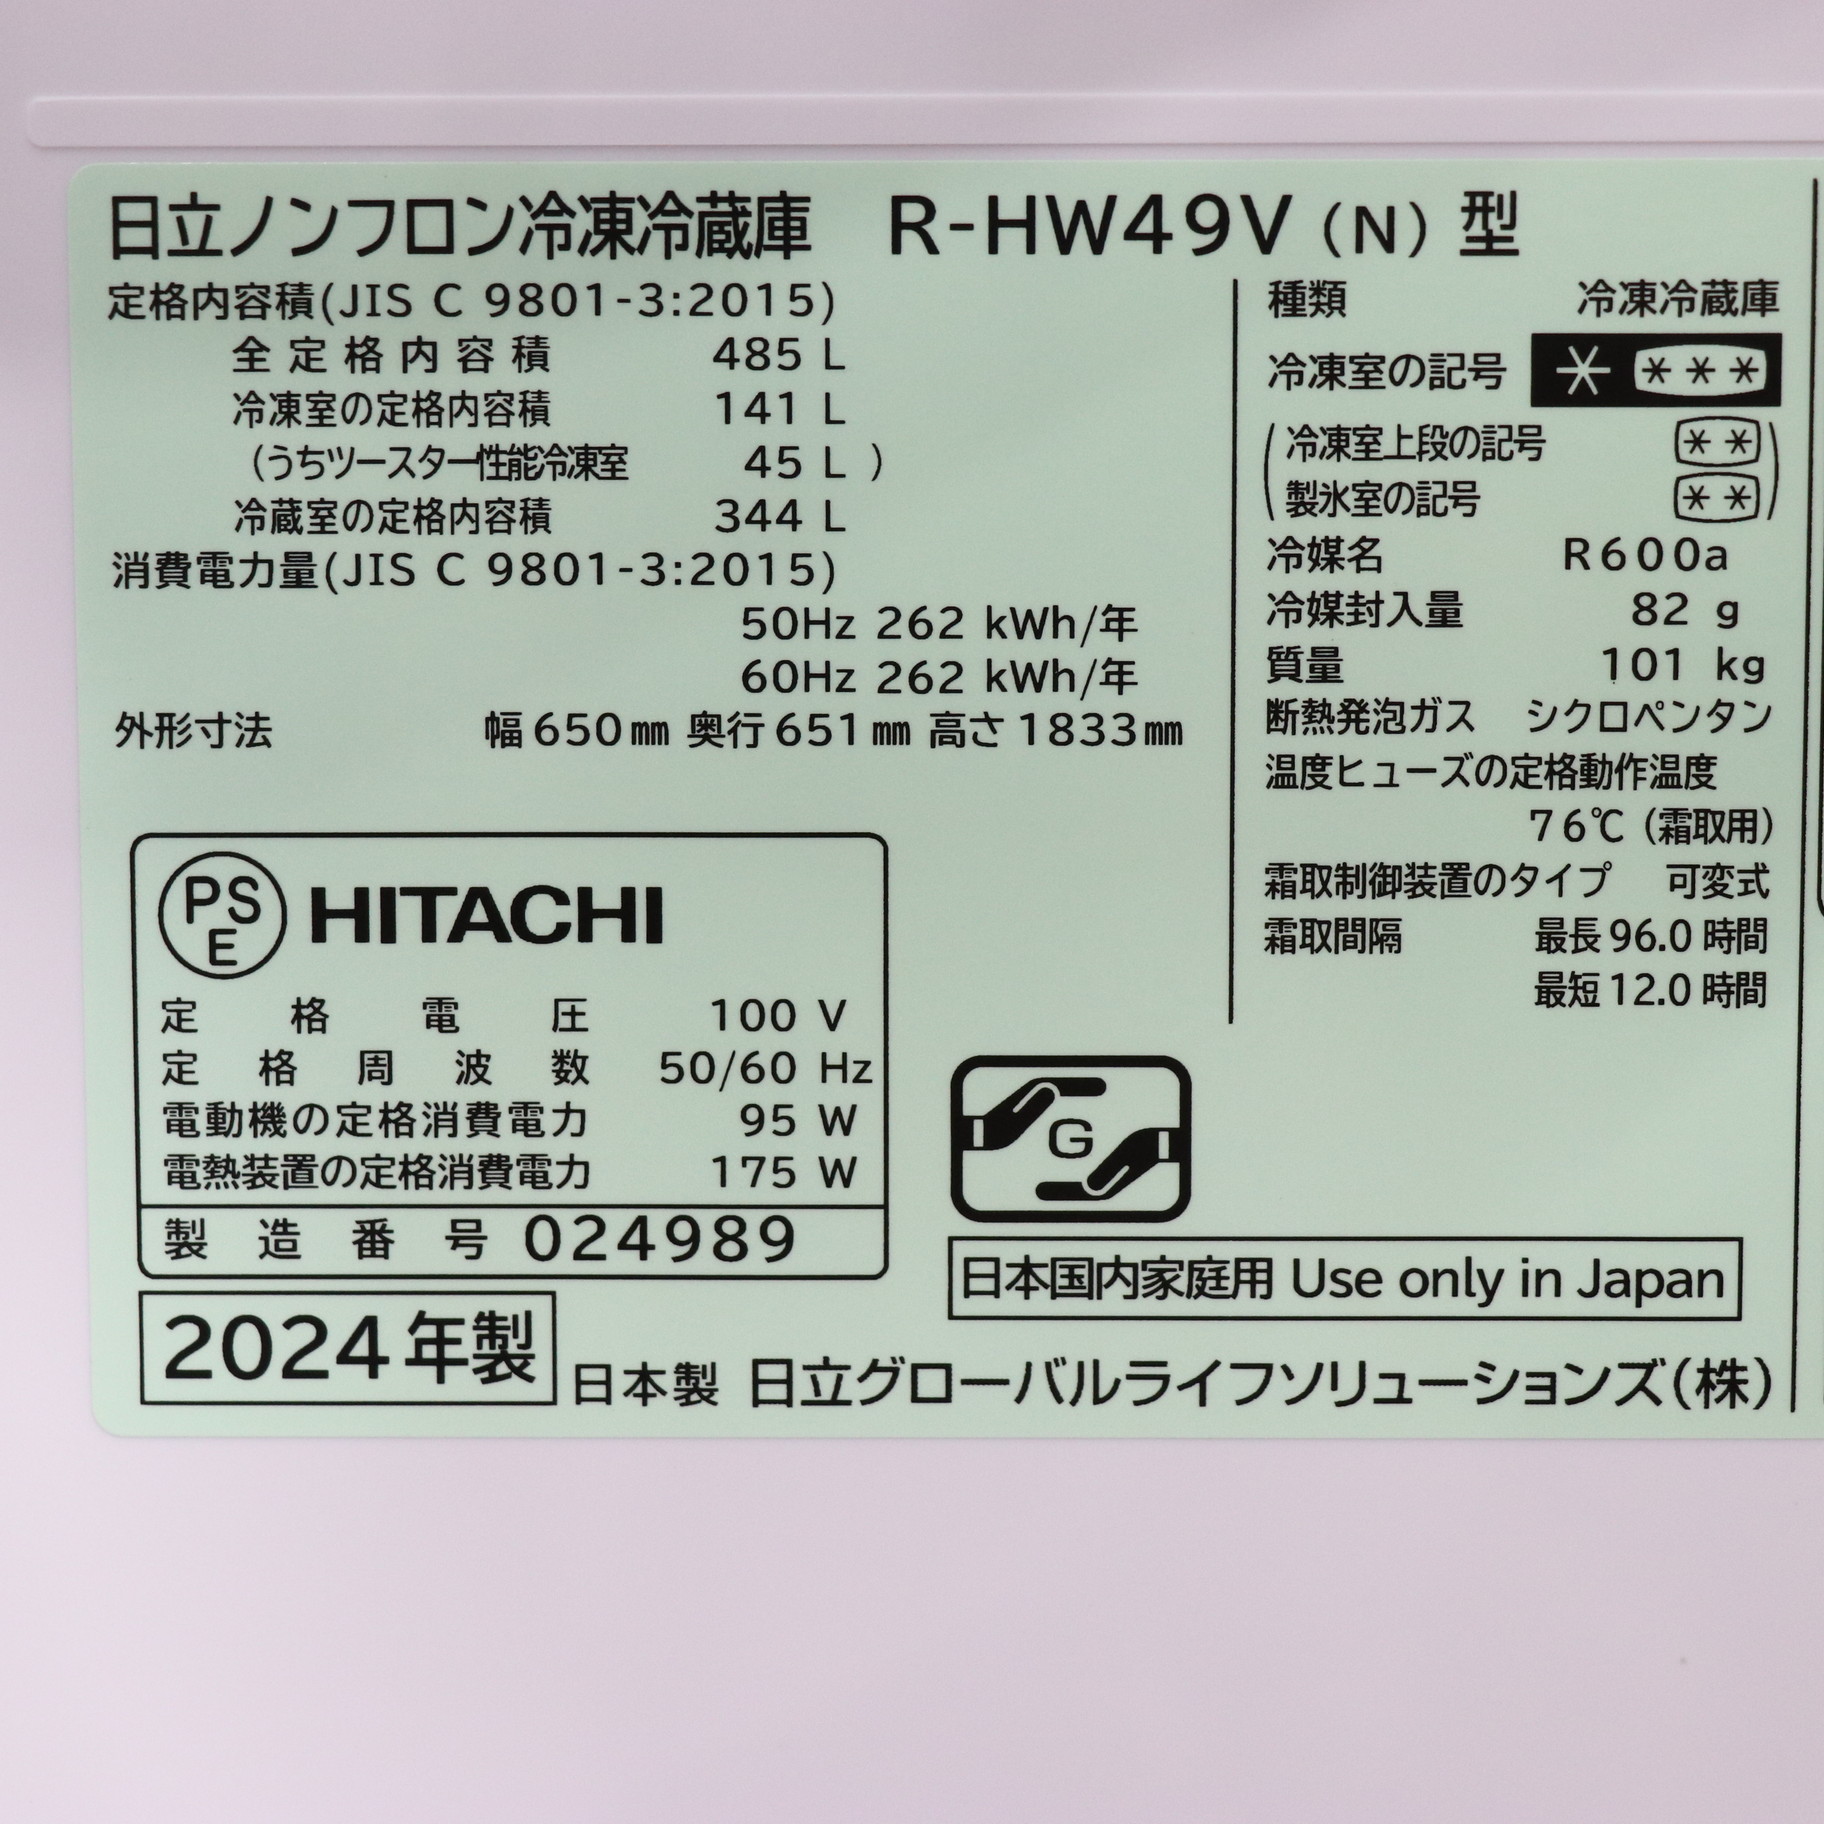 日立ノンフロン冷凍冷蔵庫 R-HW49V (N) 型
定格内容積(JIS C 9801-3:2015)
全定格内容積 485 L
冷凍室の定格内容積 141 L
(うちツースター性能冷凍室 45 L )
冷蔵室の定格内容積 344 L
消費電力量(JIS C 9801-3:2015)
50Hz 262 kWh/年
60Hz 262 kWh/年
外形寸法 幅650㎜ 奥行651㎜ 高さ1833㎜
種類 冷凍冷蔵庫
冷凍室の記号 * ***
(冷凍室上段の記号 **
製氷室の記号 **)
冷媒名 R600a
冷媒封入量 82 g
質量 101 kg
断熱発泡ガス シクロペンタン
温度ヒューズの定格動作温度
76℃ (霜取用)
霜取制御装置のタイプ 可変式
霜取間隔 最長96.0時間
最短12.0時間
PSE HITACHI
定格電圧 100 V
定格周波数 50/60 Hz
電動機の定格消費電力 95 W
電熱装置の定格消費電力 175 W
製造番号 024989
2024年製
G
日本国内家庭用 Use only in Japan
日本製 日立グローバルライフソリューションズ(株)